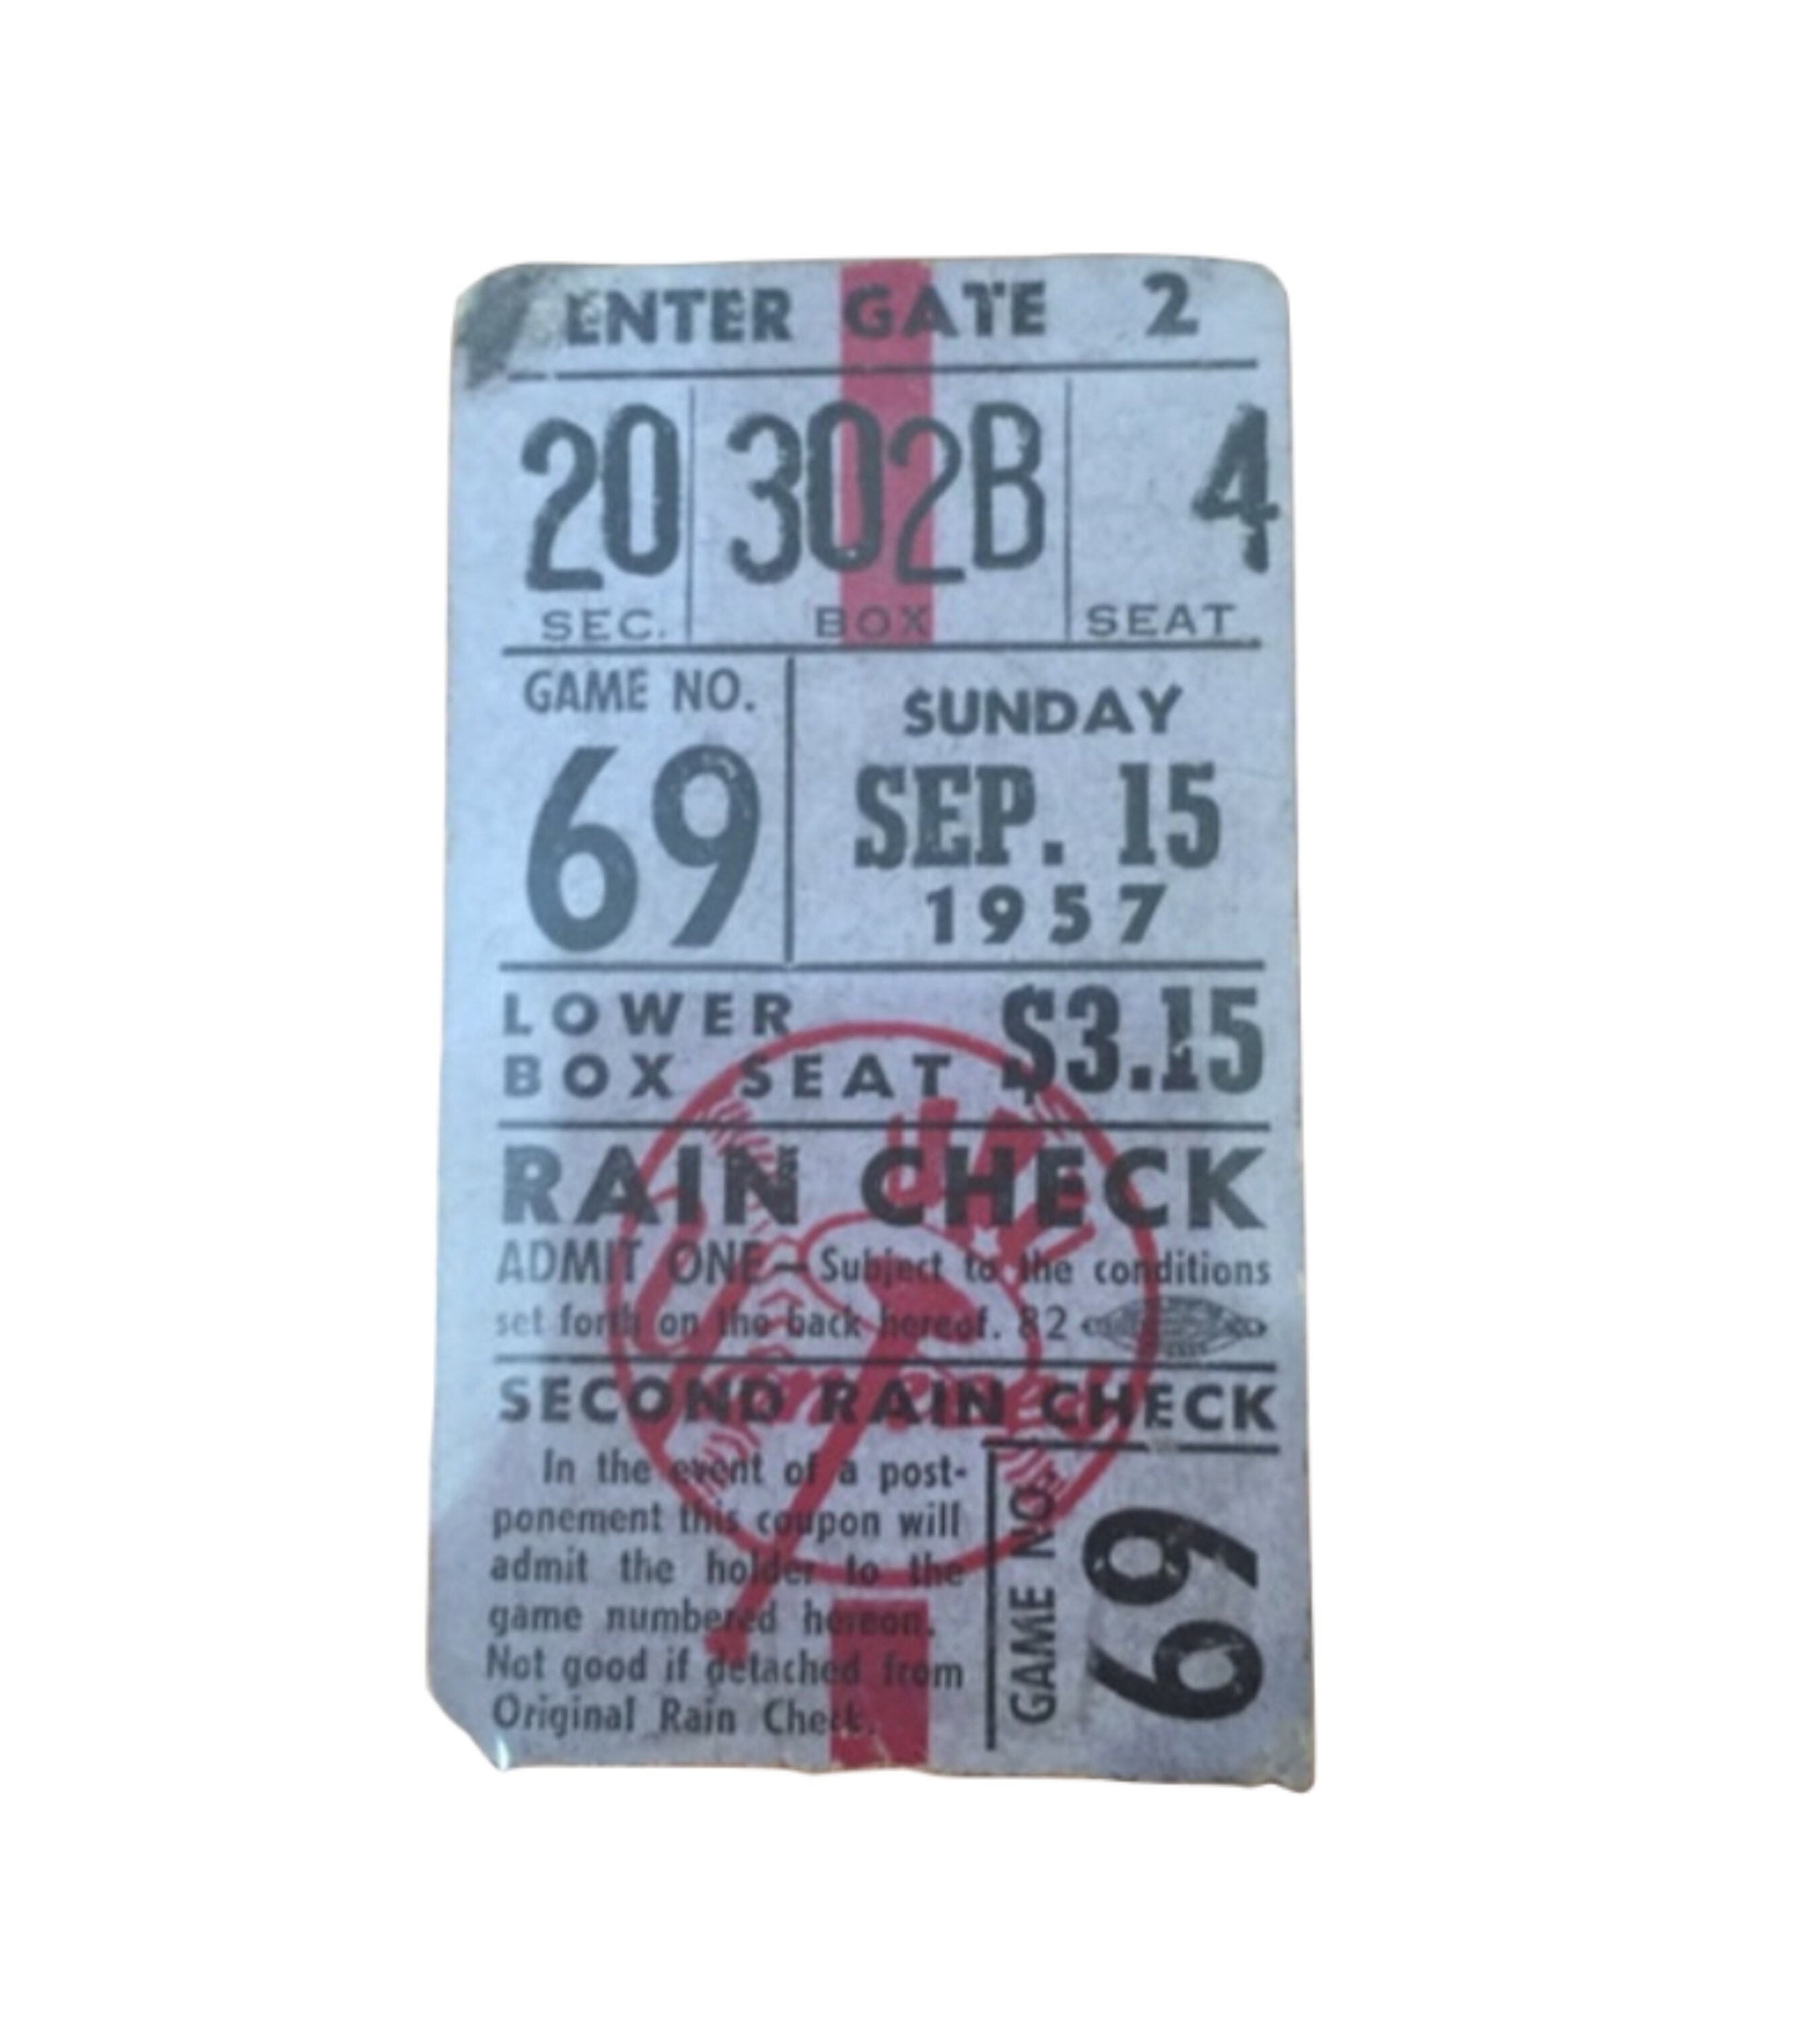 ENTER GATE 2
20 302B 4
SEC. BOX SEAT
GAME NO.
69
SUNDAY
SEP. 15
1957
LOWER
BOX SEAT $3.15
RAIN CHECK
ADMIT ONE — Subject to the conditions
set forth on the back hereof. 82
SECOND RAIN CHECK
In the event of a post-
ponement this coupon will
admit the holder to the
game numbered hereon.
Not good if detached from
Original Rain Check.
GAME NO.
69
Yankees